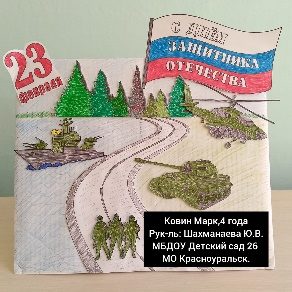 С ДНЁМ
ЗАЩИТНИКА
ОТЕЧЕСТВА
23
февраля
Ковин Марк,4 года
Рук-ль: Шахманаева Ю.В.
МБДОУ Детский сад 26
МО Красноуральск.